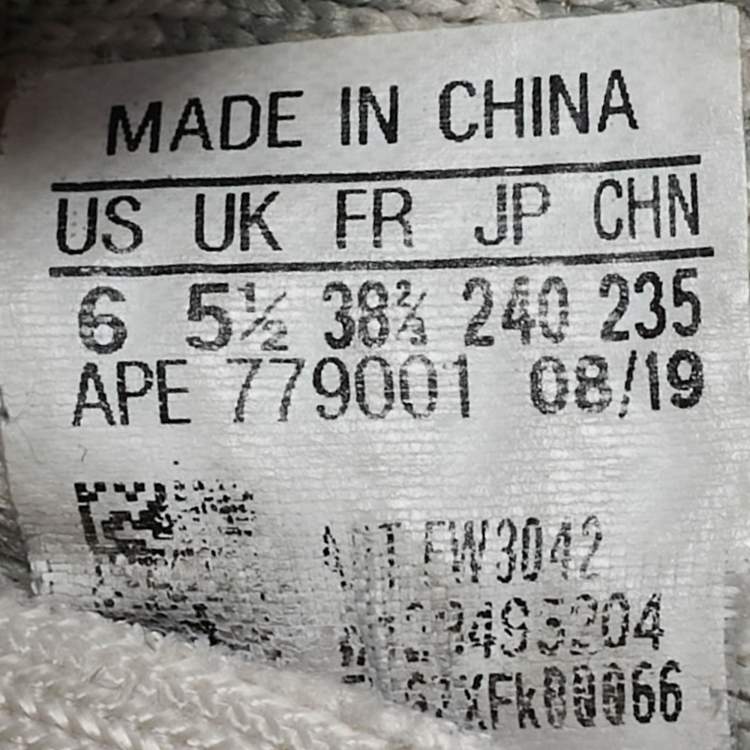 MADE IN CHINA
US UK FR JP CHN
6 5½ 38⅔ 240 235
APE 779001 08/19
FW3042